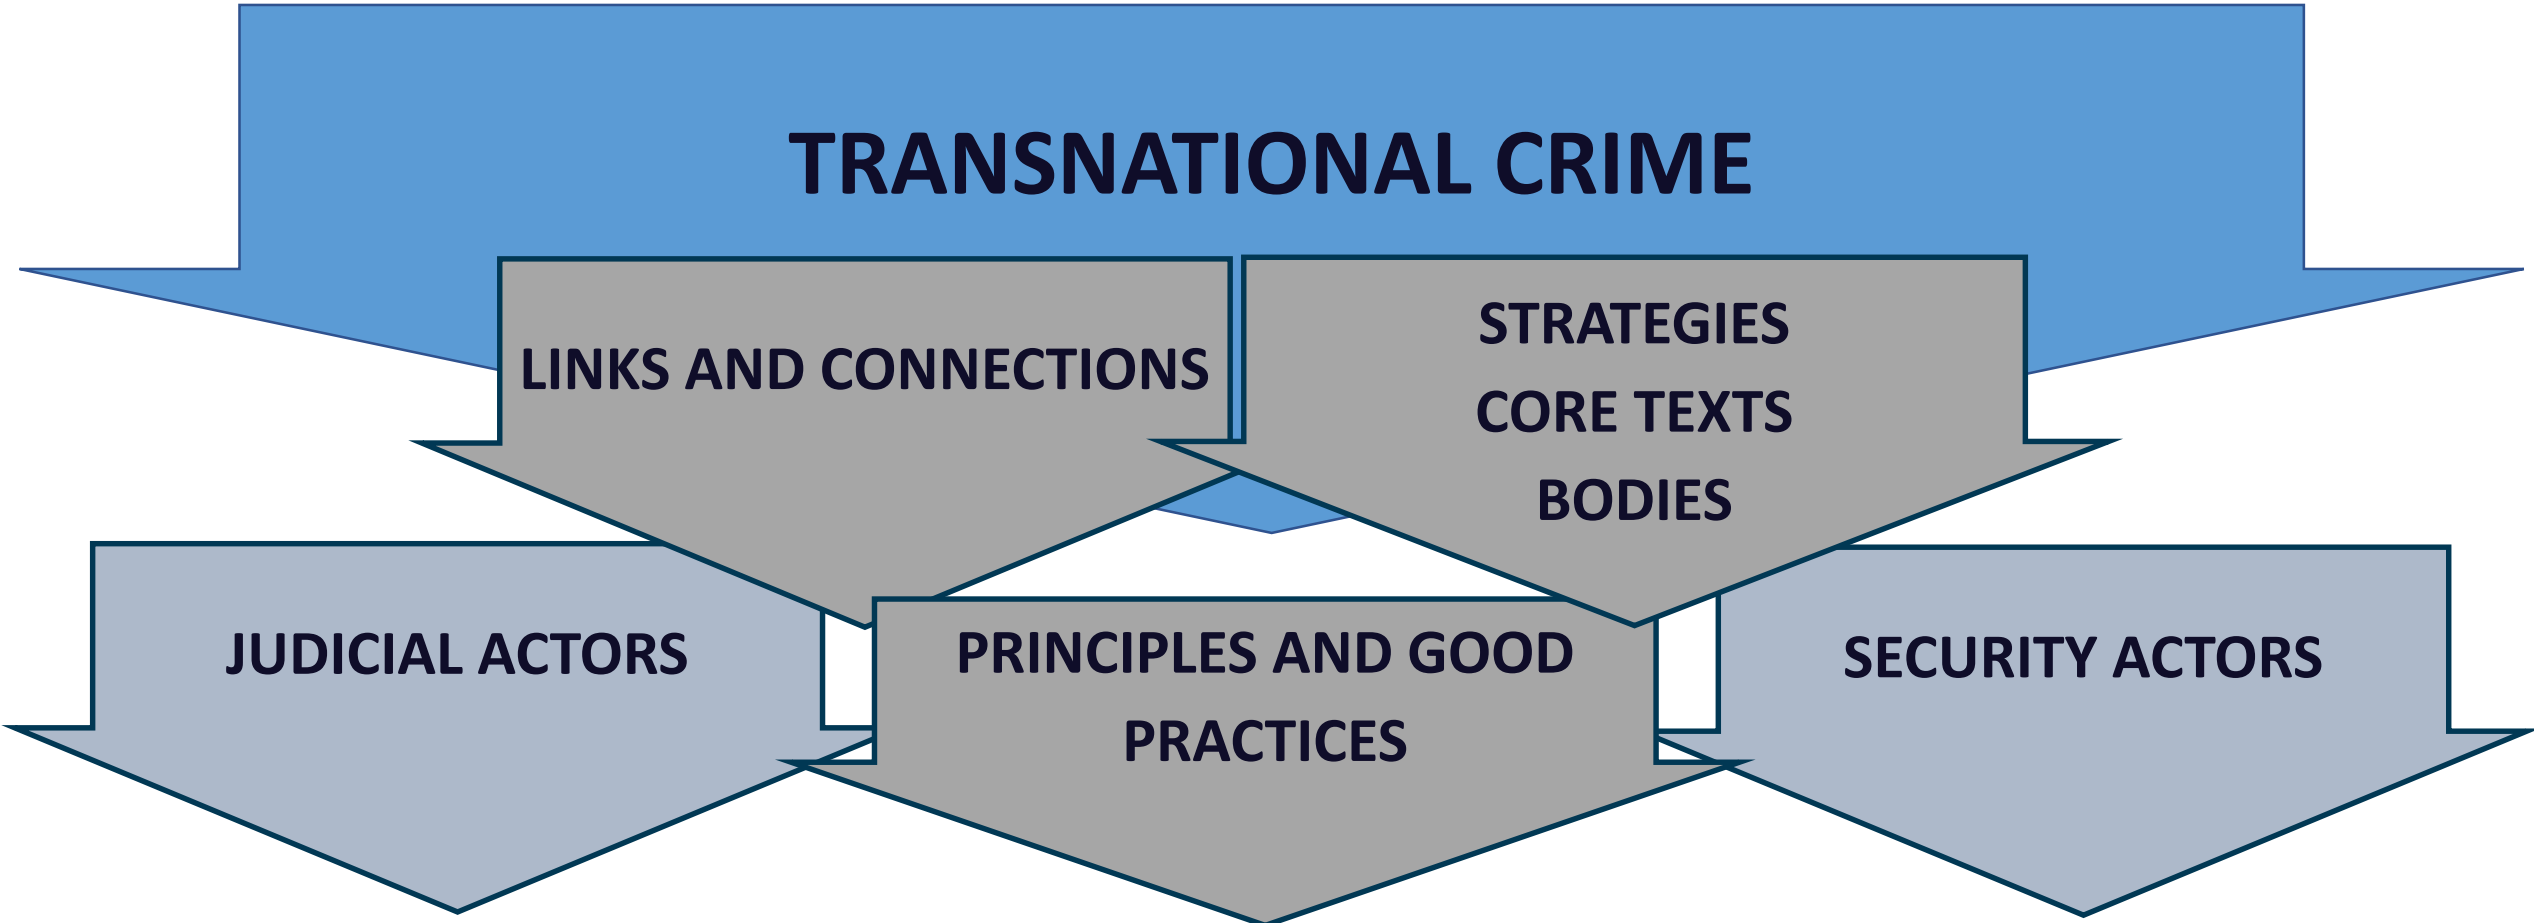 TRANSNATIONAL CRIME
LINKS AND CONNECTIONS
STRATEGIES
CORE TEXTS
BODIES
JUDICIAL ACTORS
PRINCIPLES AND GOOD
PRACTICES
SECURITY ACTORS